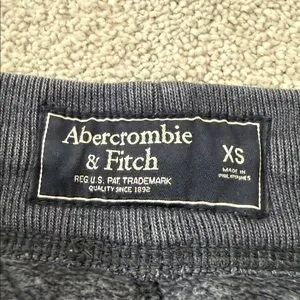 Abercrombie
& Fitch
REG U.S. PAT. TRADEMARK
QUALITY SINCE 1892
XS
MADE IN
PHILIPPINES